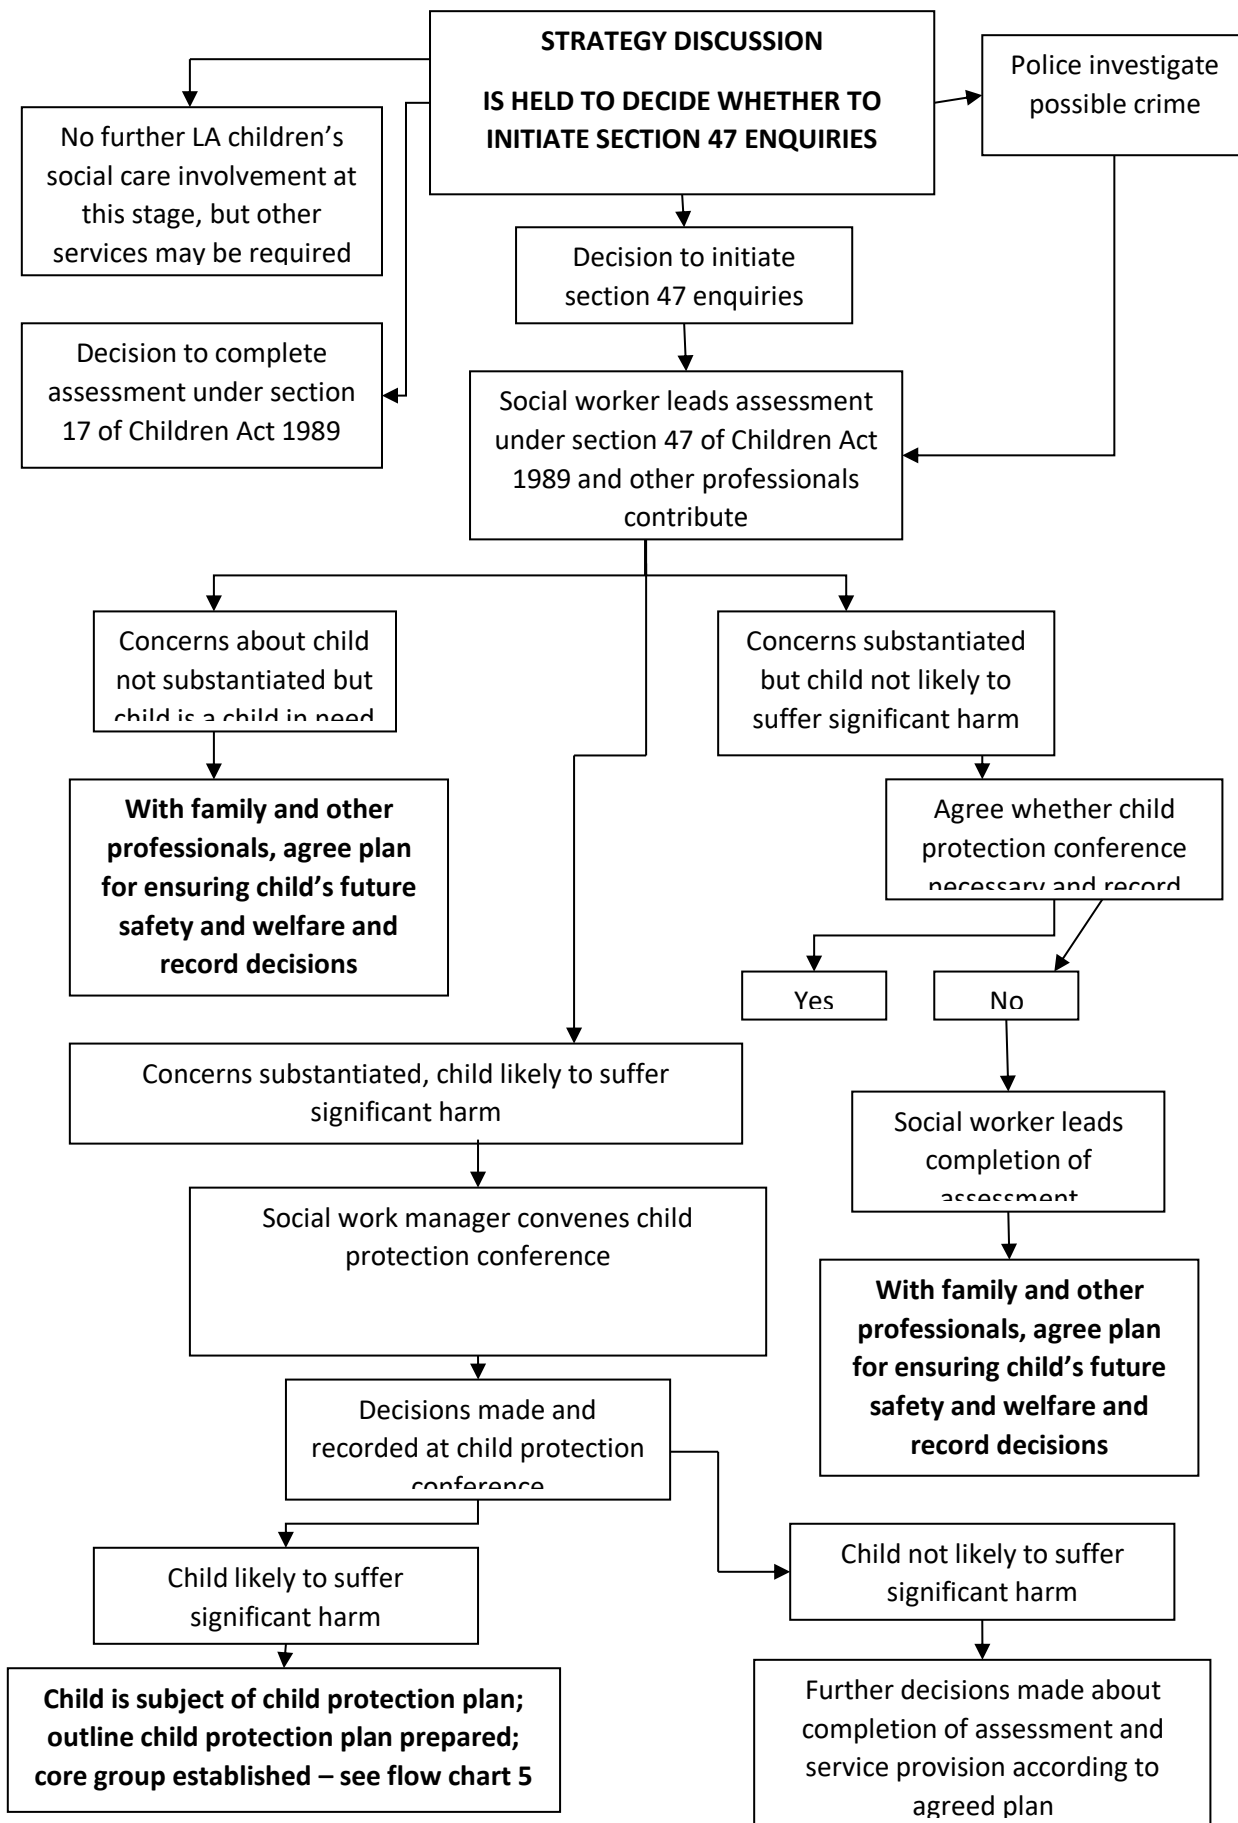 STRATEGY DISCUSSION
IS HELD TO DECIDE WHETHER TO
INITIATE SECTION 47 ENQUIRIES
Police investigate
possible crime
No further LA children’s
social care involvement at
this stage, but other
services may be required
Decision to initiate
section 47 enquiries
Decision to complete
assessment under section
17 of Children Act 1989
Social worker leads assessment
under section 47 of Children Act
1989 and other professionals
contribute
Concerns about child
not substantiated but
child is a child in need
Concerns substantiated
but child not likely to
suffer significant harm
With family and other
professionals, agree plan
for ensuring child’s future
safety and welfare and
record decisions
Agree whether child
protection conference
necessary and record
Yes
No
Concerns substantiated, child likely to suffer
significant harm
Social worker leads
completion of
assessment
Social work manager convenes child
protection conference
With family and other
professionals, agree plan
for ensuring child’s future
safety and welfare and
record decisions
Decisions made and
recorded at child protection
conference
Child likely to suffer
significant harm
Child not likely to suffer
significant harm
Child is subject of child protection plan;
outline child protection plan prepared;
core group established – see flow chart 5
Further decisions made about
completion of assessment and
service provision according to
agreed plan